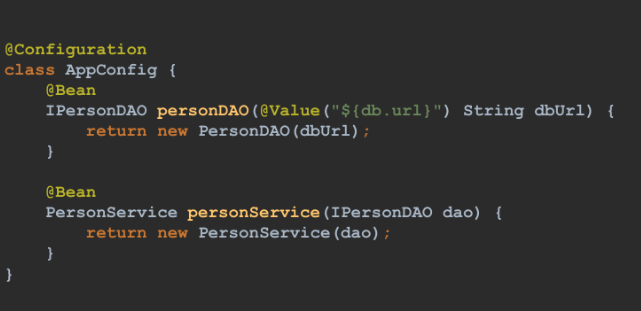 @Configuration
class AppConfig {
    @Bean
    IPersonDAO personDAO(@Value("${db.url}") String dbUrl) {
        return new PersonDAO(dbUrl);
    }

    @Bean
    PersonService personService(IPersonDAO dao) {
        return new PersonService(dao);
    }
}